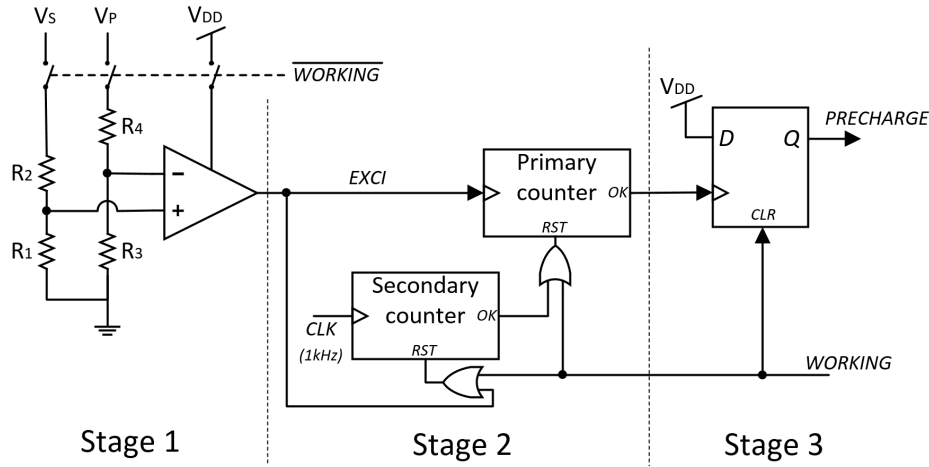 VS
VP
VDD
WORKING
R4
R2
R1
R3
−
+
EXCI
Primary
counter
OK
RST
Secondary
counter
OK
RST
CLK
(1kHz)
VDD
D
Q
CLR
PRECHARGE
WORKING
Stage 1
Stage 2
Stage 3